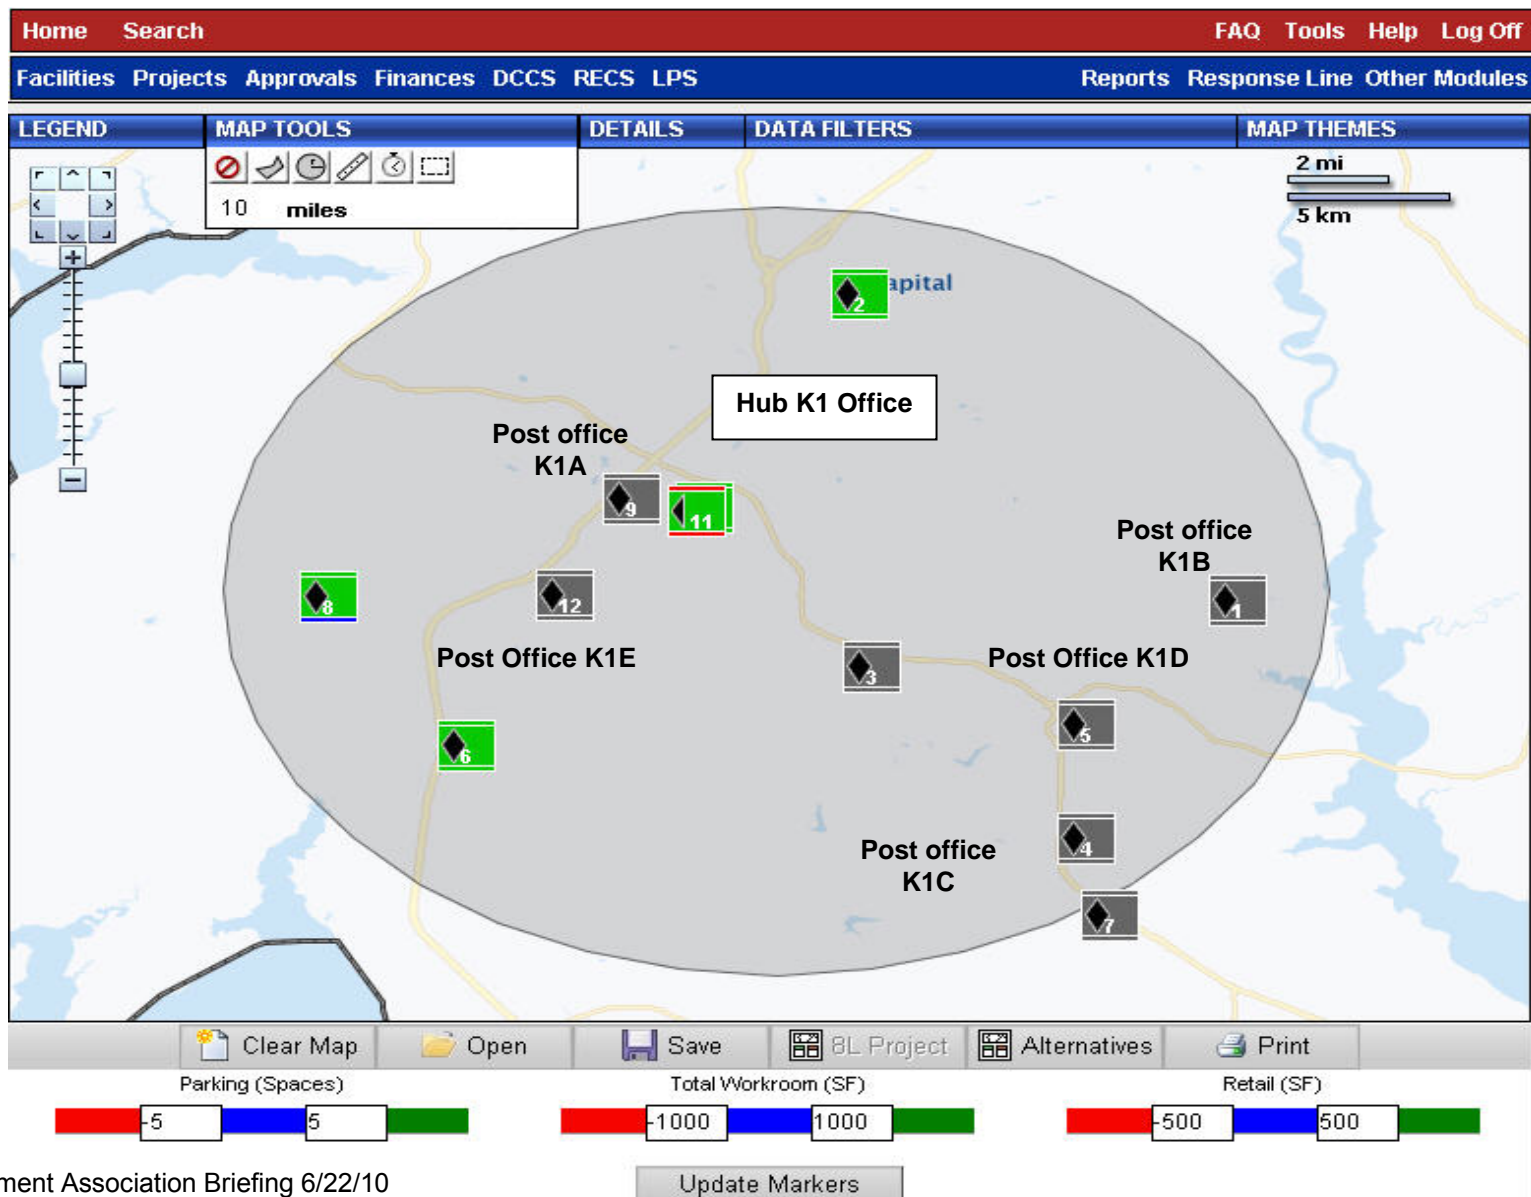 Home Search FAQ Tools Help Log Off
Facilities Projects Approvals Finances DCCS RECS LPS Reports Response Line Other Modules
LEGEND MAP TOOLS DETAILS DATA FILTERS MAP THEMES
10 miles
2 mi
5 km
2
apital
Hub K1 Office
Post office
K1A
9
11
Post office
K1B
1
8
12
Post Office K1E
3
Post Office K1D
5
6
4
Post office
K1C
7
Clear Map Open Save 8L Project Alternatives Print
Parking (Spaces) Total Workroom (SF) Retail (SF)
-5 5 -1000 1000 -500 500
ment Association Briefing 6/22/10
Update Markers